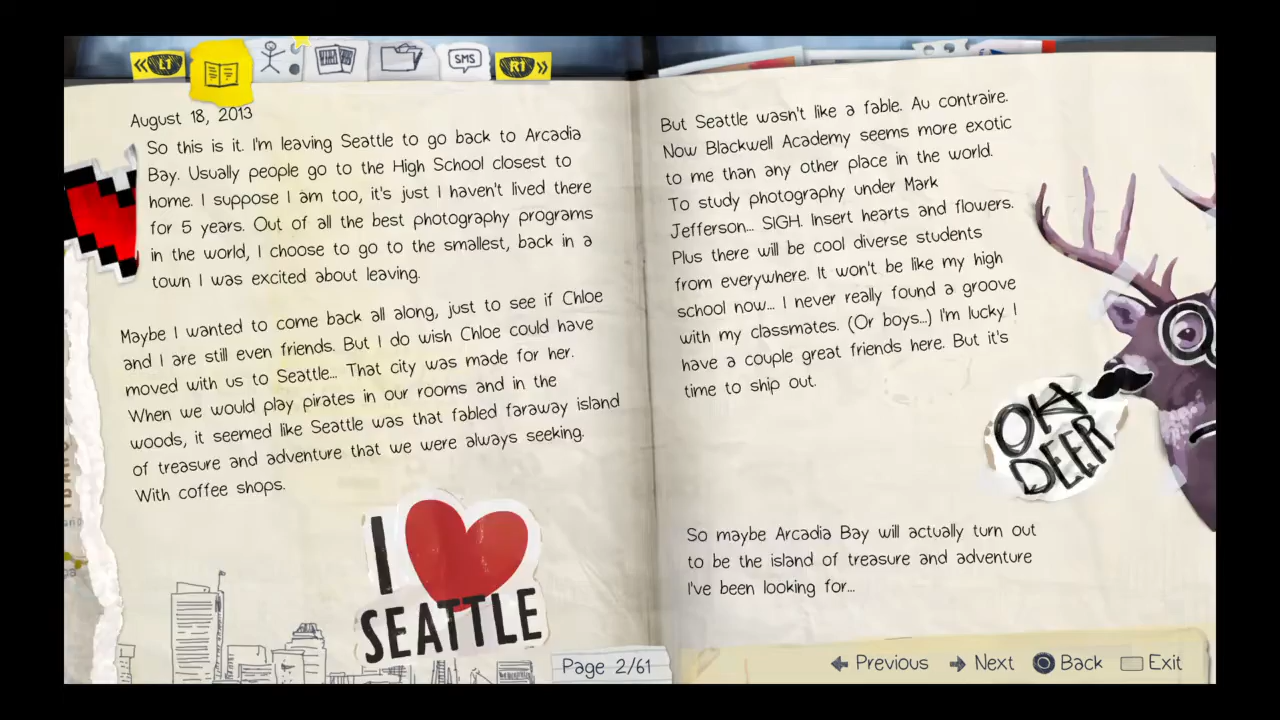 LT
SMS
R1
August 18, 2013
So this is it. I'm leaving Seattle to go back to Arcadia
Bay. Usually people go to the High School closest to
home. I suppose I am too, it's just I haven't lived there
for 5 years. Out of all the best photography programs
in the world, I choose to go to the smallest, back in a
town I was excited about leaving.
Maybe I wanted to come back all along, just to see if Chloe
and I are still even friends. But I do wish Chloe could have
moved with us to Seattle... That city was made for her.
When we would play pirates in our rooms and in the
woods, it seemed like Seattle was that fabled faraway island
of treasure and adventure that we were always seeking.
With coffee shops.
I
SEATTLE
But Seattle wasn't like a fable. Au contraire.
Now Blackwell Academy seems more exotic
to me than any other place in the world.
To study photography under Mark
Jefferson... SIGH. Insert hearts and flowers.
Plus there will be cool diverse students
from everywhere. It won't be like my high
school now... I never really found a groove
with my classmates. (Or boys...) I'm lucky I
have a couple great friends here. But it's
time to ship out.
OH
DEER
So maybe Arcadia Bay will actually turn out
to be the island of treasure and adventure
I've been looking for...
Page 2/61
Previous
Next
Back
Exit